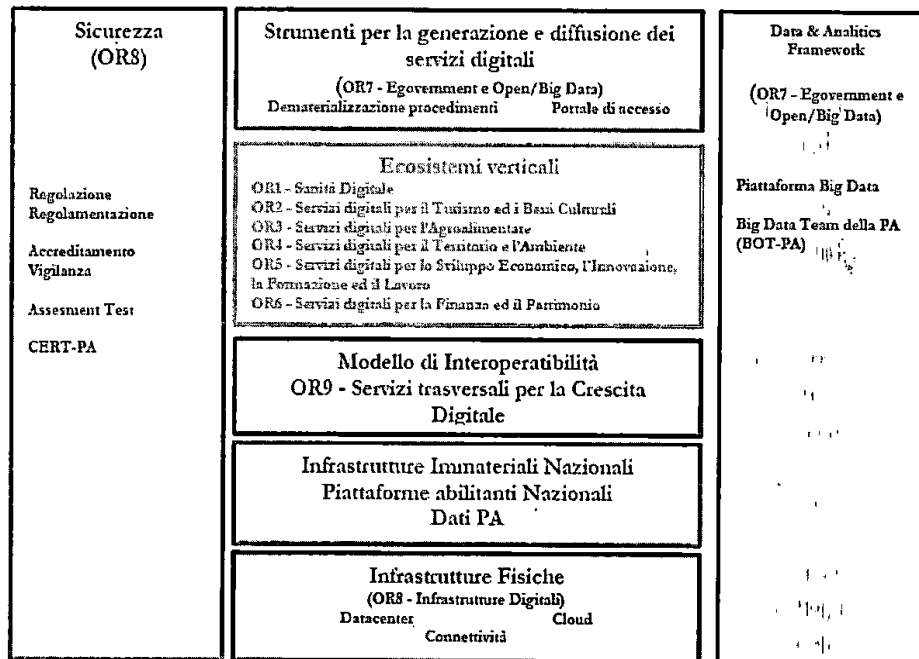 Sicurezza
(OR8)
Regolazione
Regolamentazione
Accreditamento
Vigilanza
Assesment Test
CERT-PA
Strumenti per la generazione e diffusione dei
servizi digitali
(OR7 - Egovernment e Open/Big Data)
Dematerializzazione procedimenti Portale di accesso
Ecosistemi verticali
OR1 - Sanità Digitale
OR2 - Servizi digitali per il Turismo ed i Beni Culturali
OR3 - Servizi digitali per l'Agroalimentare
OR4 - Servizi digitali per il Territorio e l'Ambiente
OR5 - Servizi digitali per lo Sviluppo Economico, l'Innovazione,
la Formazione ed il Lavoro
OR6 - Servizi digitali per la Finanza ed il Patrimonio
Modello di Interoperatibilità
OR9 - Servizi trasversali per la Crescita
Digitale
Infrastrutture Immateriali Nazionali
Piattaforme abilitanti Nazionali
Dati PA
Infrastrutture Fisiche
(OR8 - Infrastrutture Digitali)
Datacenter Cloud
Connettività
Data & Analitics
Framework
(OR7 - Egovernment e
Open/Big Data)
Piattaforma Big Data
Big Data Team della PA
(BOT-PA)